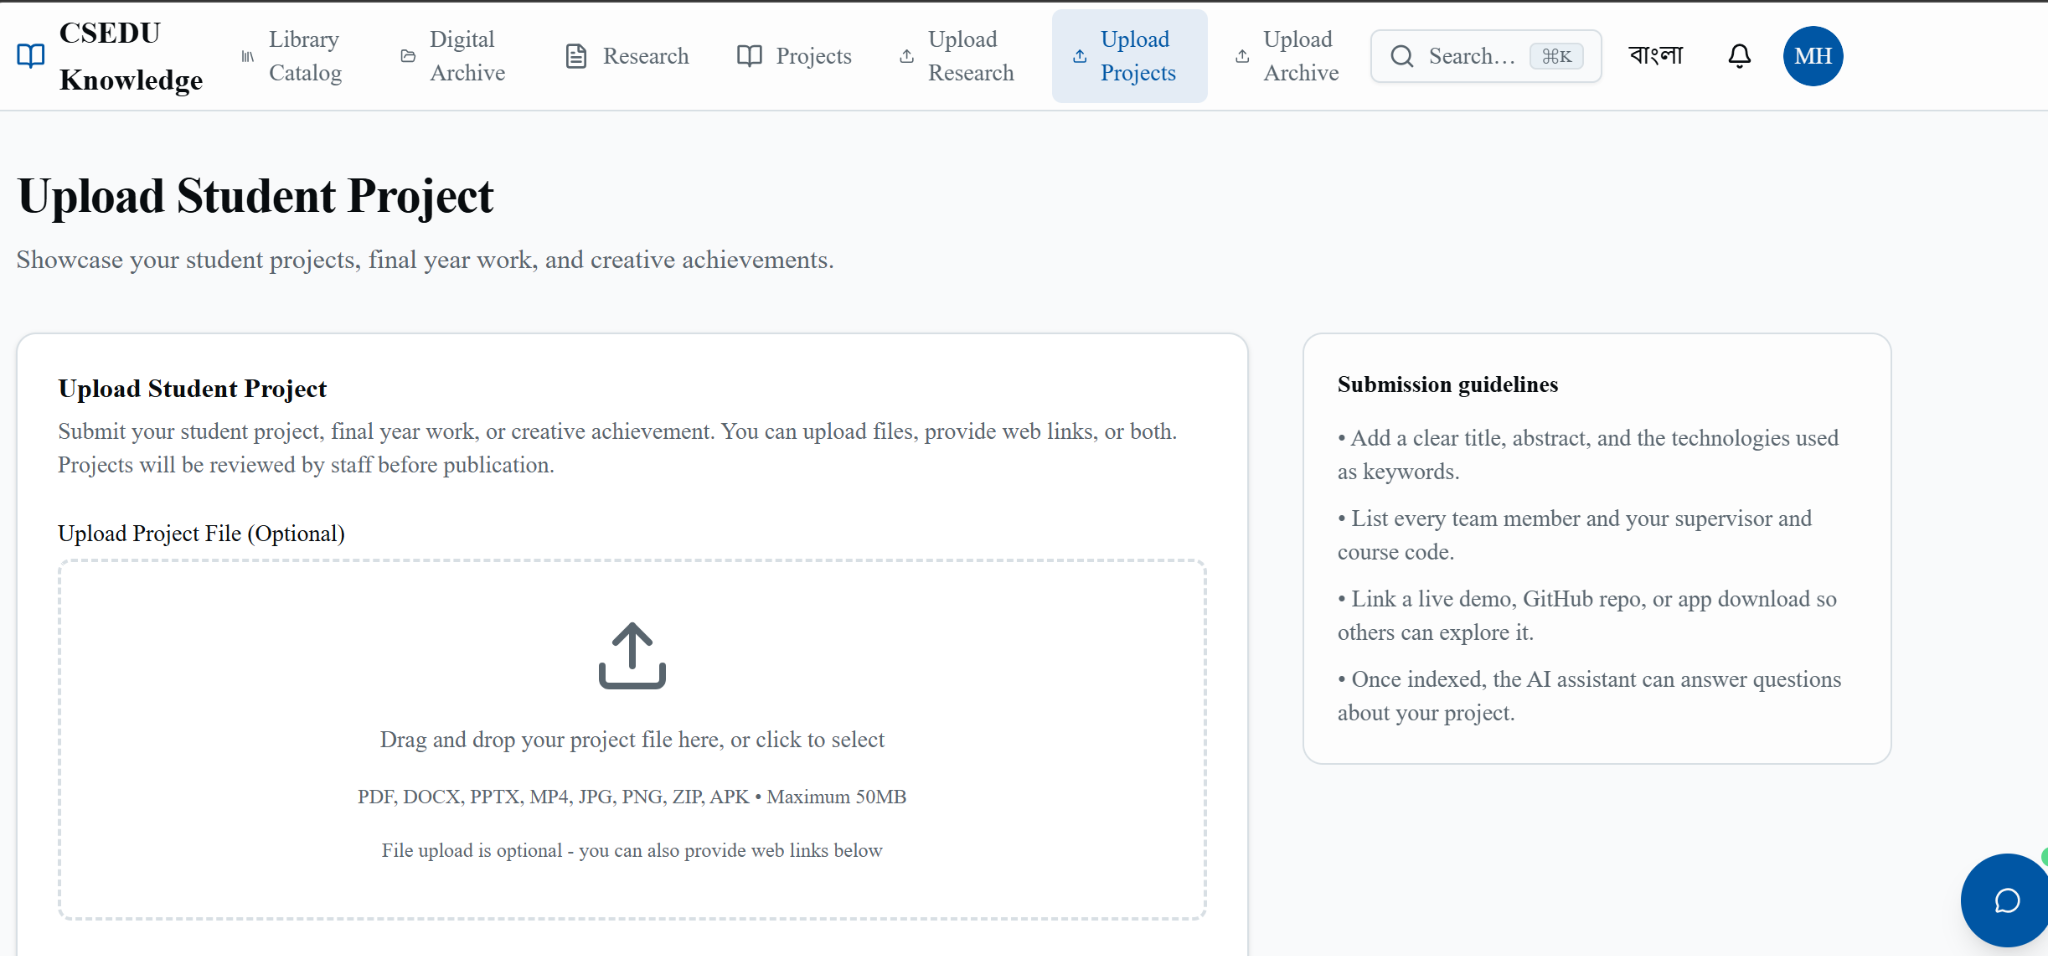 CSEDU
Knowledge
Library
Catalog
Digital
Archive
Research
Projects
Upload
Research
Upload
Projects
Upload
Archive
Search…
⌘K
বাংলা
MH
Upload Student Project
Showcase your student projects, final year work, and creative achievements.
Upload Student Project
Submit your student project, final year work, or creative achievement. You can upload files, provide web links, or both.
Projects will be reviewed by staff before publication.
Upload Project File (Optional)
Drag and drop your project file here, or click to select
PDF, DOCX, PPTX, MP4, JPG, PNG, ZIP, APK • Maximum 50MB
File upload is optional - you can also provide web links below
Submission guidelines
• Add a clear title, abstract, and the technologies used
as keywords.
• List every team member and your supervisor and
course code.
• Link a live demo, GitHub repo, or app download so
others can explore it.
• Once indexed, the AI assistant can answer questions
about your project.